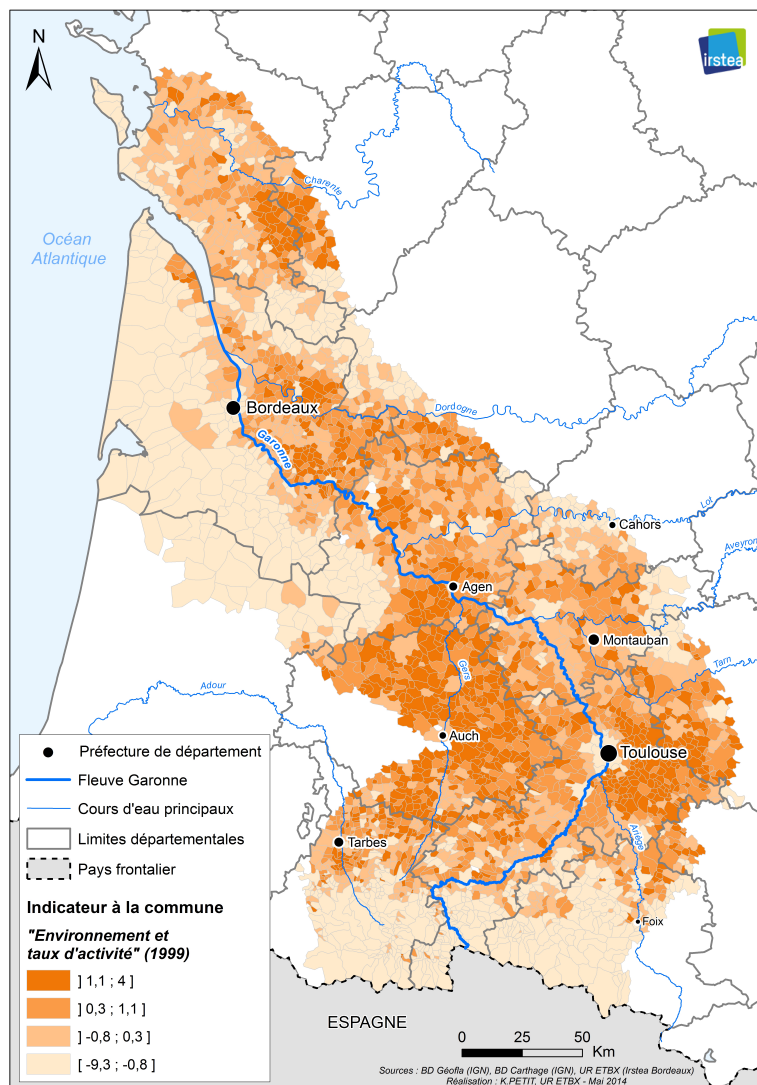 N
irstea
Charente
Océan
Atlantique
Bordeaux
Dordogne
Garonne
Lot
Cahors
Aveyron
Agen
Montauban
Gers
Tarn
Adour
Auch
Toulouse
Ariège
Tarbes
Foix
Préfecture de département
Fleuve Garonne
Cours d'eau principaux
Limites départementales
Pays frontalier
Indicateur à la commune
"Environnement et
taux d'activité" (1999)
] 1,1 ; 4 ]
] 0,3 ; 1,1 ]
] -0,8 ; 0,3 ]
[ -9,3 ; -0,8 ]
ESPAGNE
0 25 50
Km
Sources : BD Géofla (IGN), BD Carthage (IGN), UR ETBX (Irstea Bordeaux)
Réalisation : K.PETIT, UR ETBX - Mai 2014